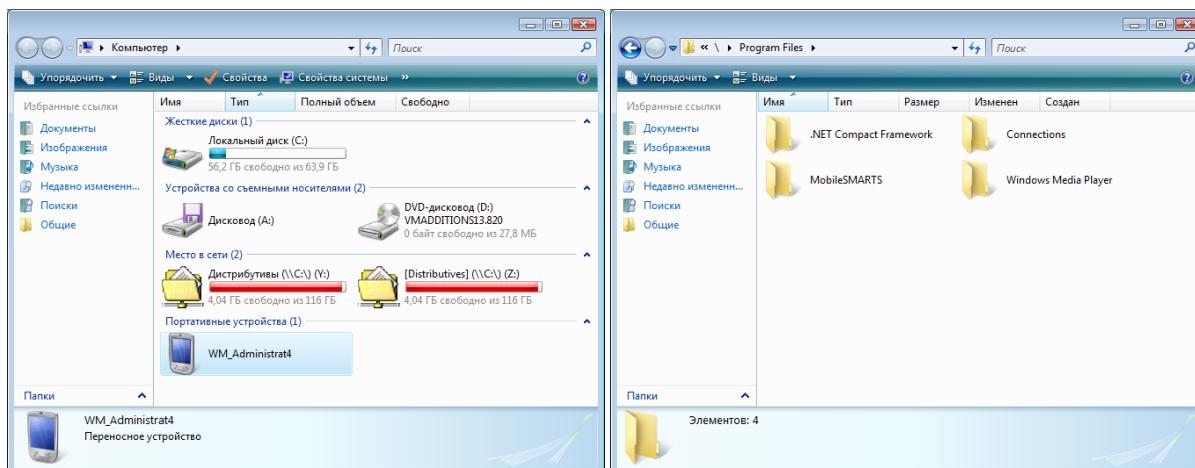 Компьютер
Поиск
Упорядочить Виды Свойства Свойства системы »
Избранные ссылки
Документы
Изображения
Музыка
Недавно измененн...
Поиски
Общие
Папки
Имя Тип Полный объем Свободно
Жесткие диски (1)
Локальный диск (C:)
56,2 ГБ свободно из 63,9 ГБ
Устройства со съемными носителями (2)
Дисковод (A:)
DVD-дисковод (D:)
VMADDITIONS13.820
0 байт свободно из 27,8 МБ
Место в сети (2)
Дистрибутивы (\\C:\) (Y:)
4,04 ГБ свободно из 116 ГБ
[Distributives] (\\C:\) (Z:)
4,04 ГБ свободно из 116 ГБ
Портативные устройства (1)
WM_Administrat4
WM_Administrat4
Переносное устройство
« \ Program Files
Поиск
Упорядочить Виды
Избранные ссылки
Документы
Изображения
Музыка
Недавно измененн...
Поиски
Общие
Папки
Имя Тип Размер Изменен Создан
.NET Compact Framework
Connections
MobileSMARTS
Windows Media Player
Элементов: 4